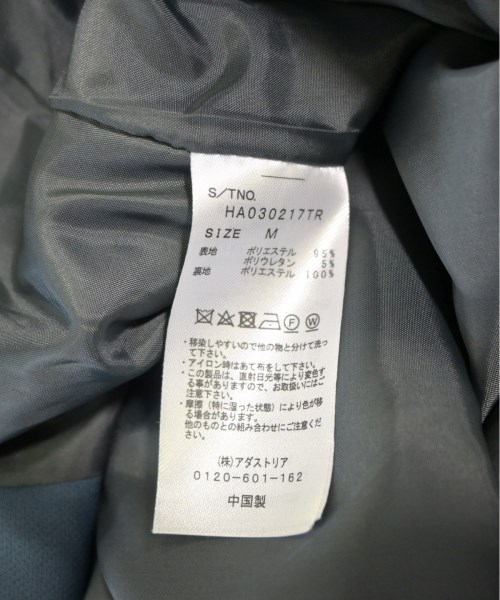 S/TNO.
HA030217TR
SIZE M
表地 ポリエステル 95%
ポリウレタン 5%
裏地 ポリエステル 100%
F W
・移染しやすいので他の物と分けて洗っ
て下さい。
・アイロン時はあて布をして下さい。
・この製品は、直射日光等により変色す
る事がありますので、お取扱いにはご
注意下さい。
・摩擦（特に湿った状態）により色が移
る場合があります。
他のものとの組み合わせにご注意くだ
さい。
(株)アダストリア
0120-601-162
中国製